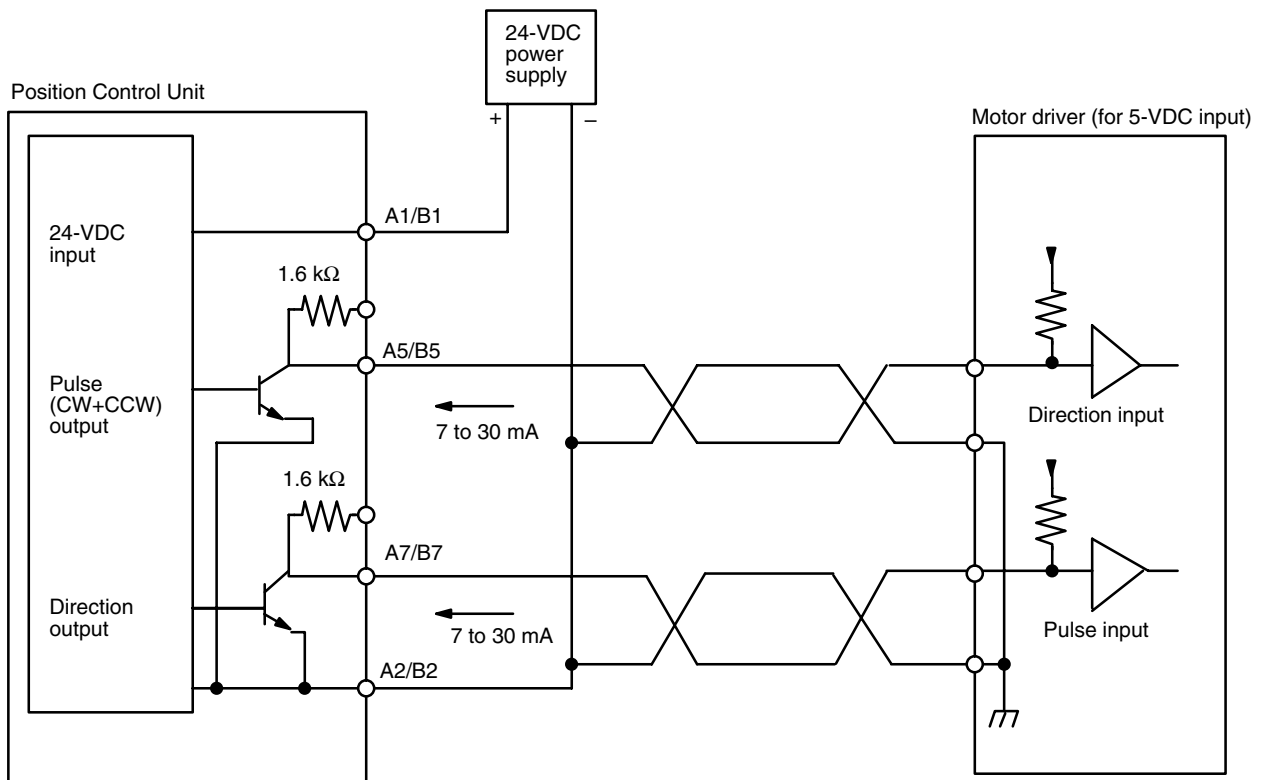 24-VDC
power
supply
Position Control Unit
+
–
Motor driver (for 5-VDC input)
A1/B1
24-VDC
input
1.6 kΩ
A5/B5
Pulse
(CW+CCW)
output
7 to 30 mA
Direction input
1.6 kΩ
A7/B7
Direction
output
7 to 30 mA
Pulse input
A2/B2